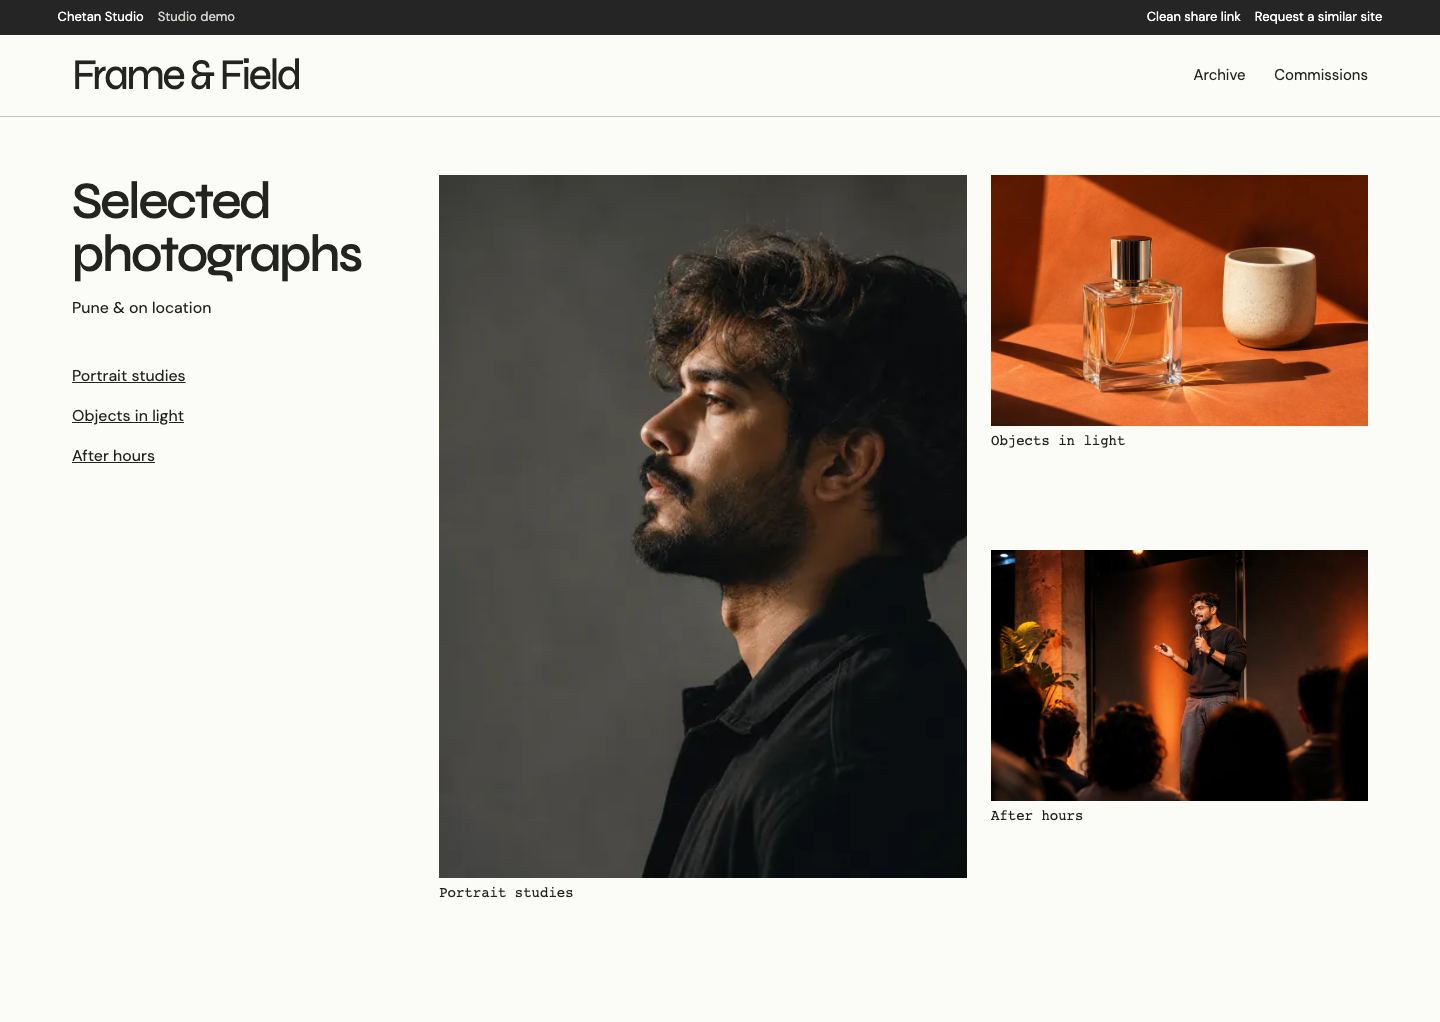 Chetan Studio Studio demo Clean share link Request a similar site
Frame & Field Archive Commissions
Selected
photographs
Pune & on location
Portrait studies
Objects in light
After hours
Objects in light
After hours
Portrait studies